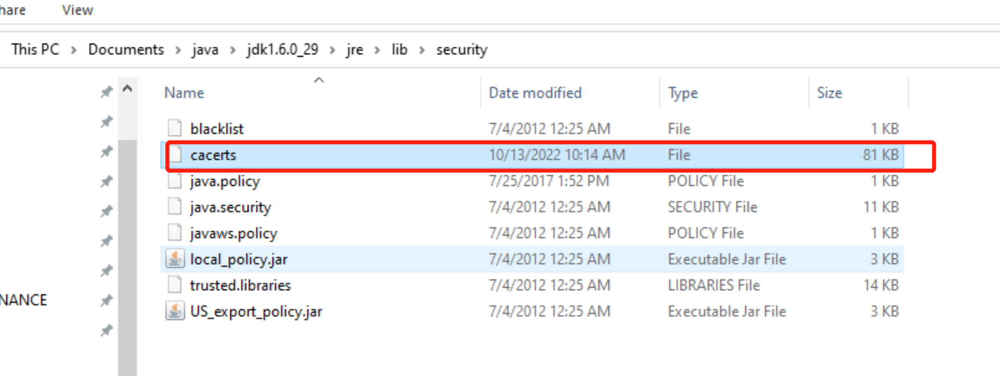 hare View
This PC > Documents > java > jdk1.6.0_29 > jre > lib > security
Name Date modified Type Size
blacklist 7/4/2012 12:25 AM File 1 KB
cacerts 10/13/2022 10:14 AM File 81 KB
java.policy 7/25/2017 1:52 PM POLICY File 1 KB
java.security 7/4/2012 12:25 AM SECURITY File 11 KB
javaws.policy 7/4/2012 12:25 AM POLICY File 1 KB
local_policy.jar 7/4/2012 12:25 AM Executable Jar File 3 KB
trusted.libraries 7/4/2012 12:25 AM LIBRARIES File 14 KB
NANCE
US_export_policy.jar 7/4/2012 12:25 AM Executable Jar File 3 KB